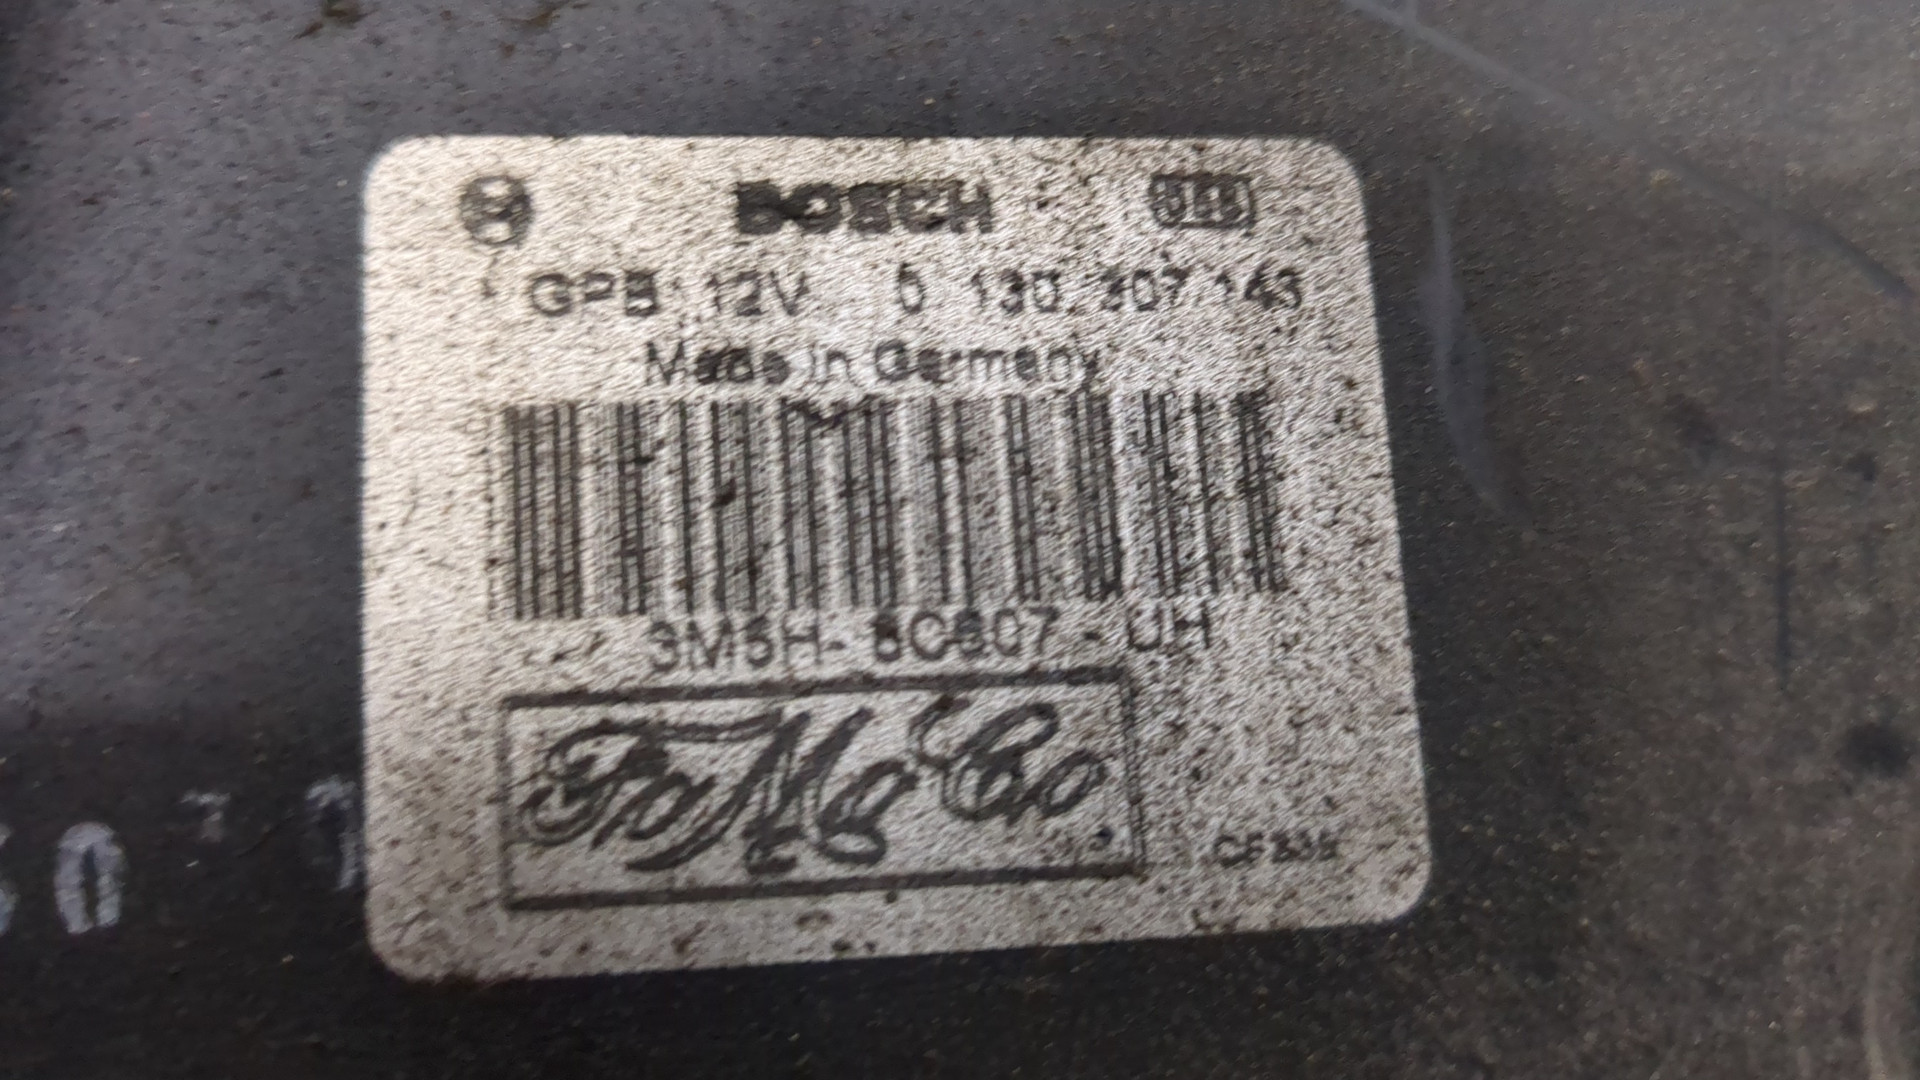 BOSCH
GPB 12V 0 130 307 143
Made in Germany
3M5H-8C607-UH
FoMoCo